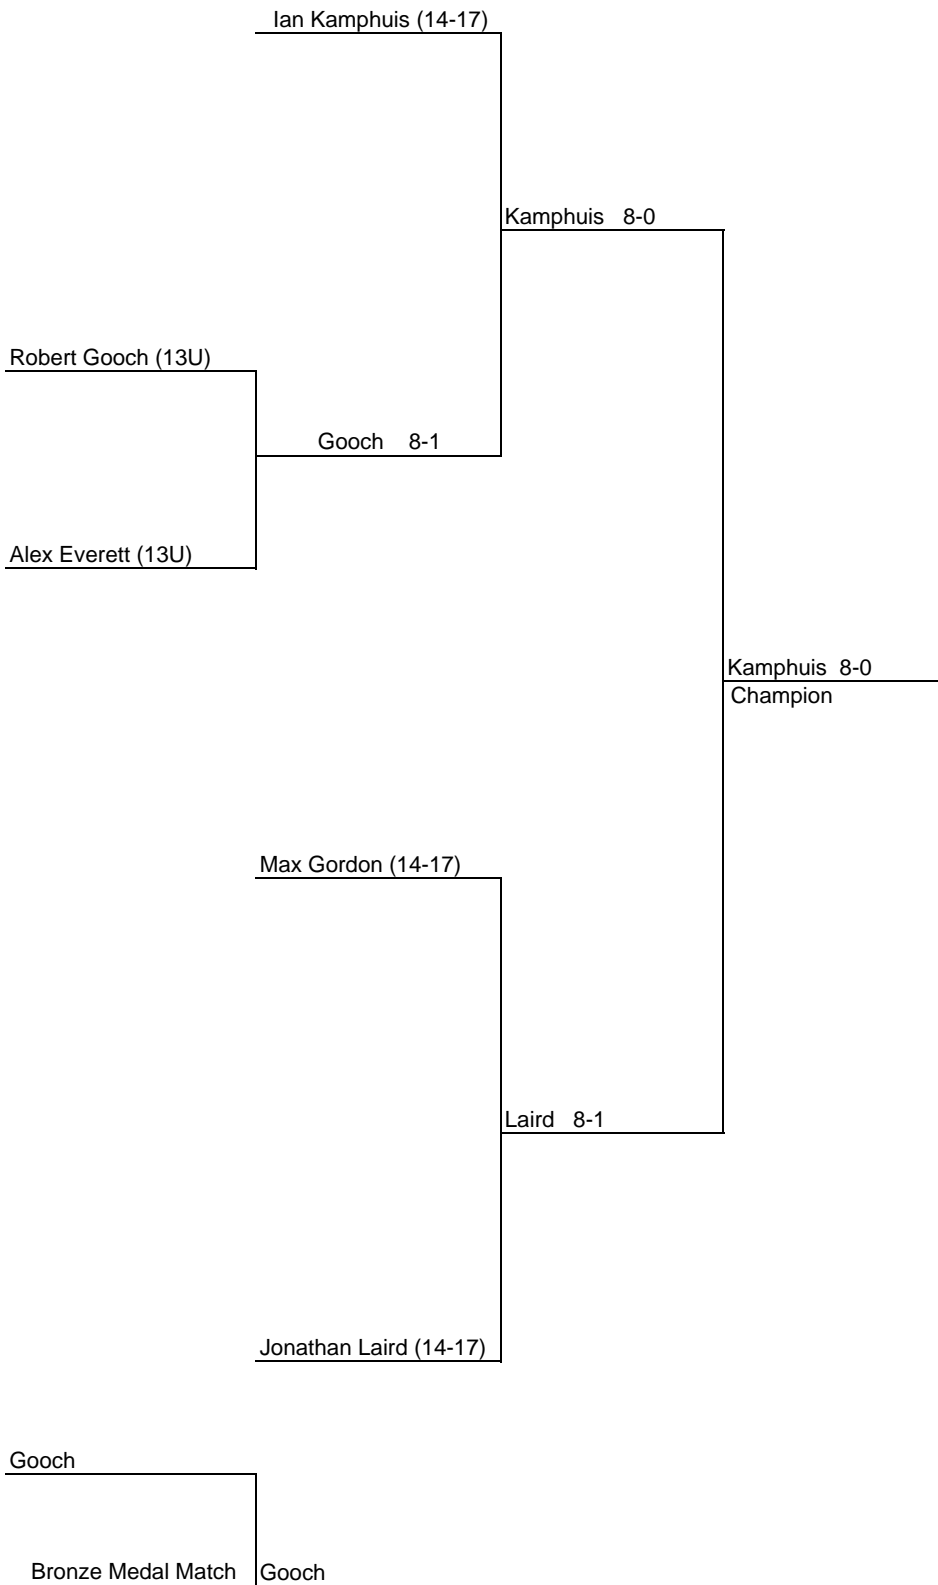 Ian Kamphuis (14-17)
Kamphuis 8-0
Robert Gooch (13U)
Gooch 8-1
Alex Everett (13U)
Kamphuis 8-0
Champion
Max Gordon (14-17)
Laird 8-1
Jonathan Laird (14-17)
Gooch
Bronze Medal Match Gooch